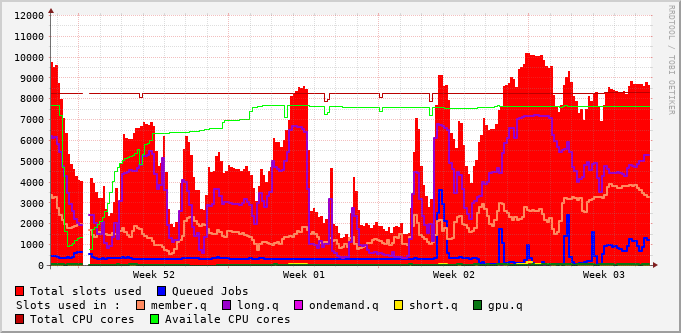 12000
11000
10000
9000
8000
7000
6000
5000
4000
3000
2000
1000
0
Week 52 Week 01 Week 02 Week 03
RRDTOOL / TOBI OETIKER
Total slots used Queued Jobs
Slots used in : member.q long.q ondemand.q short.q gpu.q
Total CPU cores Availale CPU cores